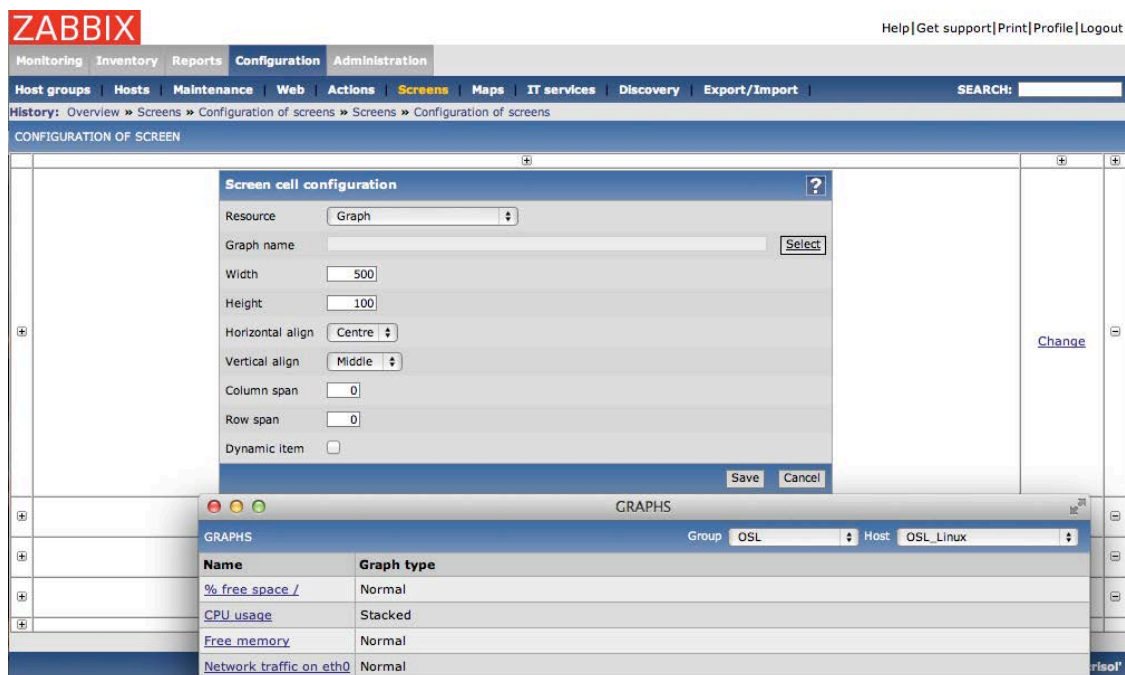 ZABBIX
Help|Get support|Print|Profile|Logout
Monitoring Inventory Reports Configuration Administration
Host groups | Hosts | Maintenance | Web | Actions | Screens | Maps | IT services | Discovery | Export/Import | SEARCH:
History: Overview » Screens » Configuration of screens » Screens » Configuration of screens
CONFIGURATION OF SCREEN
Screen cell configuration ?
Resource Graph
Graph name Select
Width 500
Height 100
Horizontal align Centre
Change
Vertical align Middle
Column span 0
Row span 0
Dynamic item
Save Cancel
GRAPHS
GRAPHS Group OSL Host OSL_Linux
Name Graph type
% free space / Normal
CPU usage Stacked
Free memory Normal
Network traffic on eth0 Normal
risol'